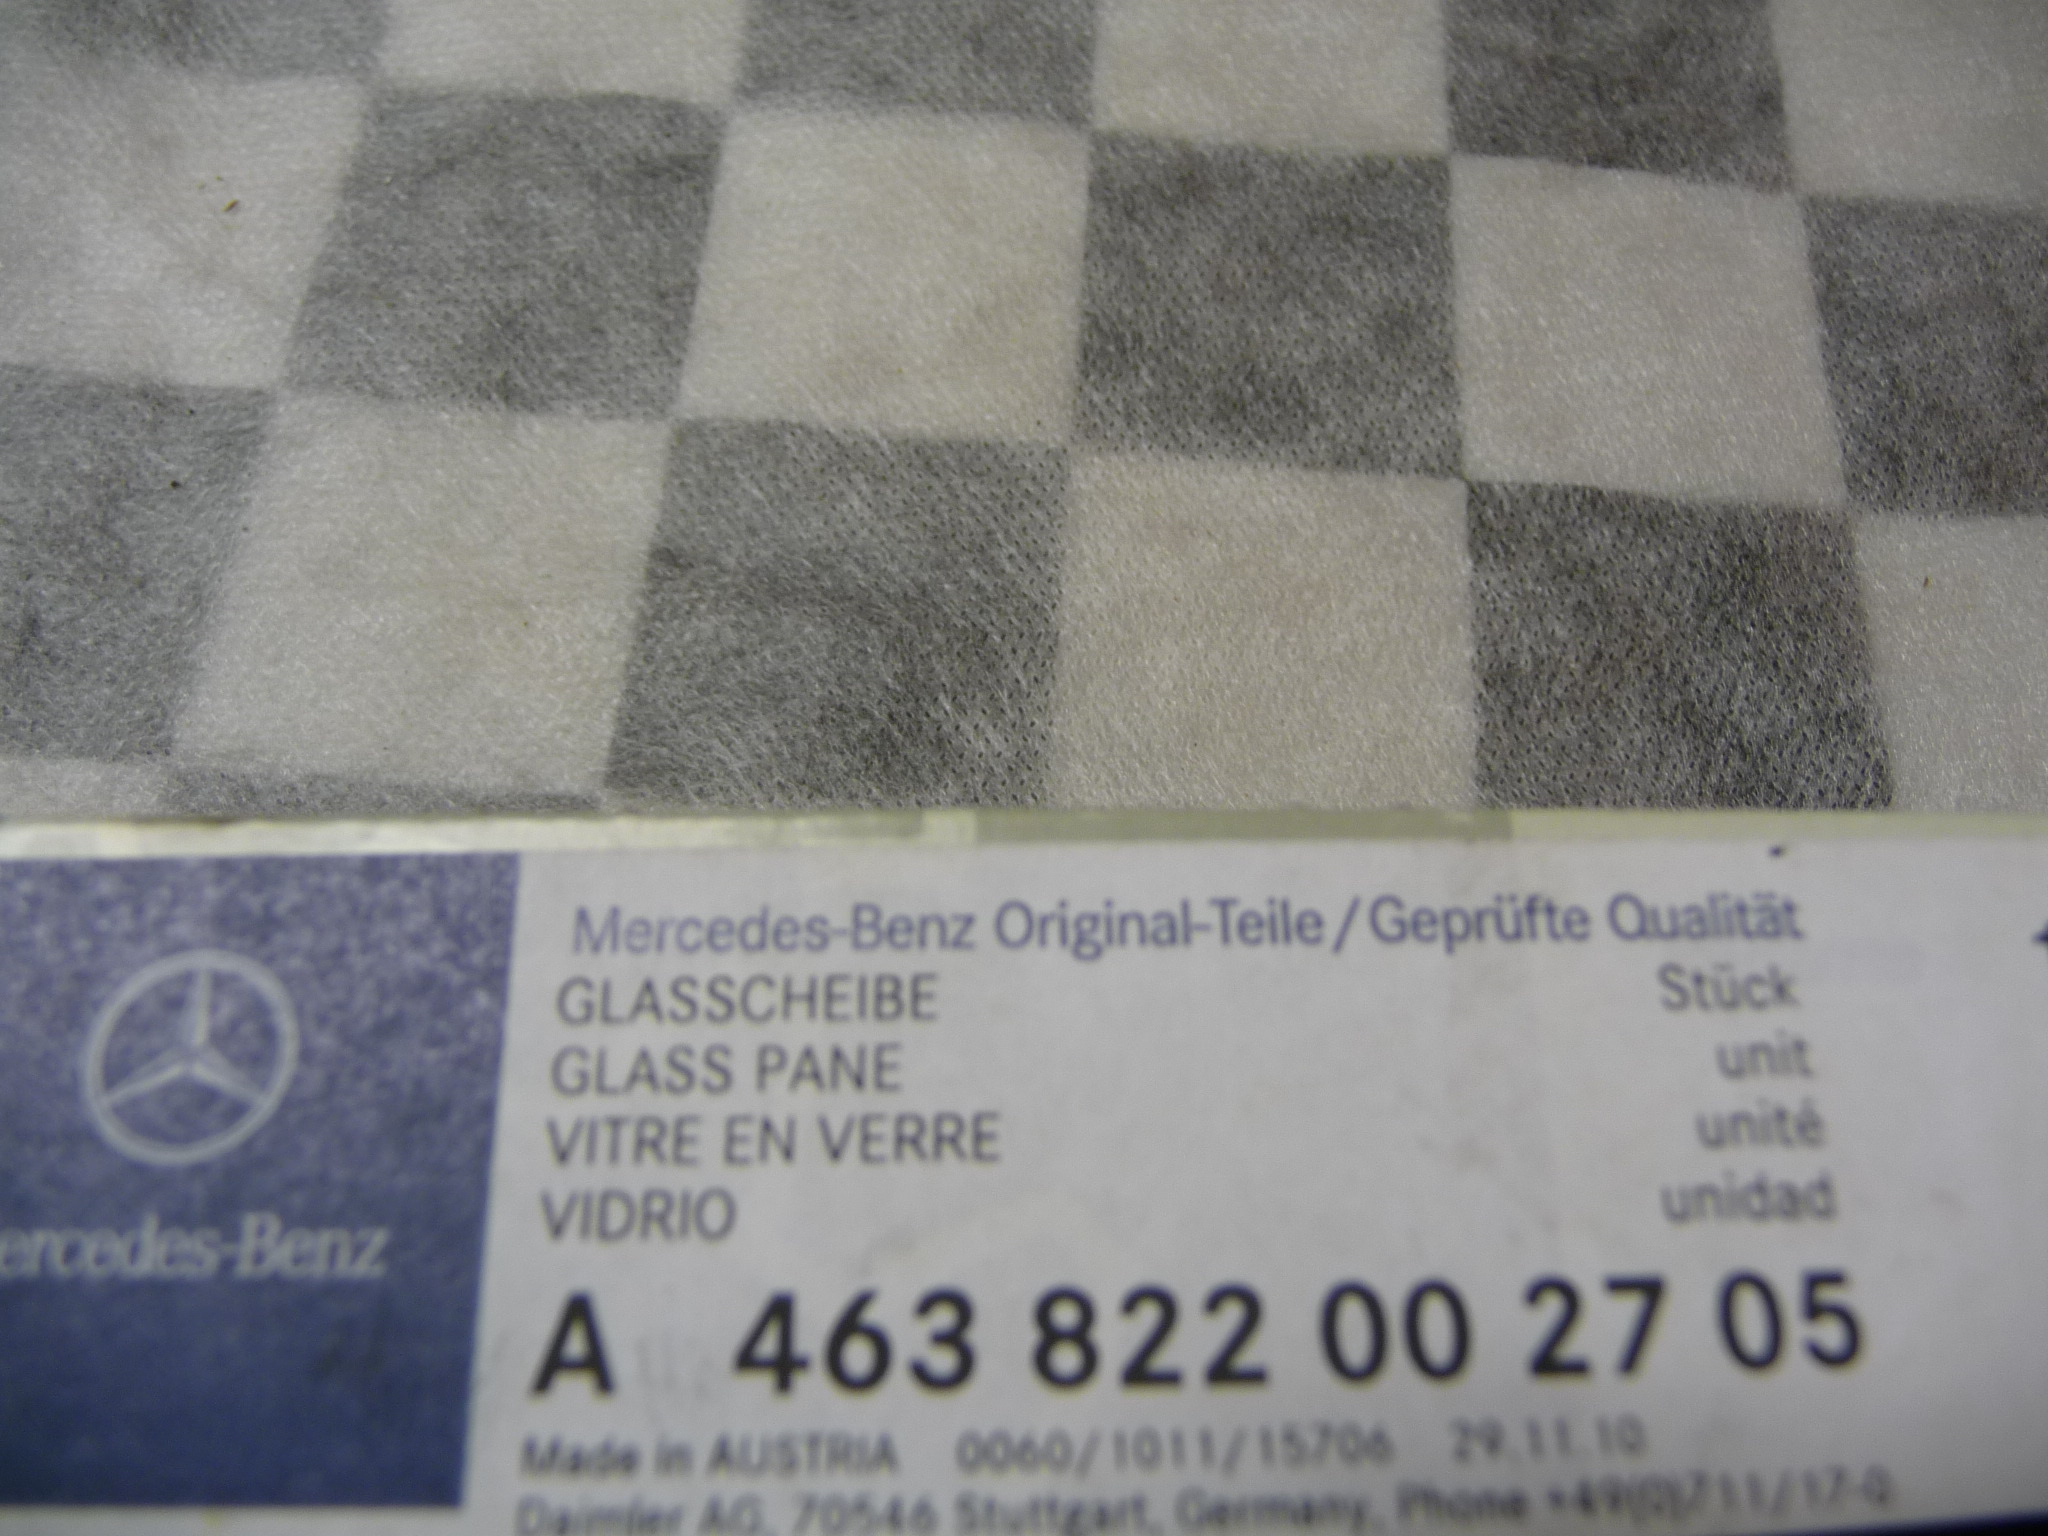 Mercedes-Benz Original-Teile/Geprüfte Qualität
GLASSCHEIBE Stück
GLASS PANE unit
VITRE EN VERRE unité
VIDRIO unidad
ercedes-Benz
A 463 822 00 27 05
Made in AUSTRIA 0060/1011/15706 29.11.10
Daimler AG, 70546 Stuttgart, Germany, Phone +49(0)711/17-0